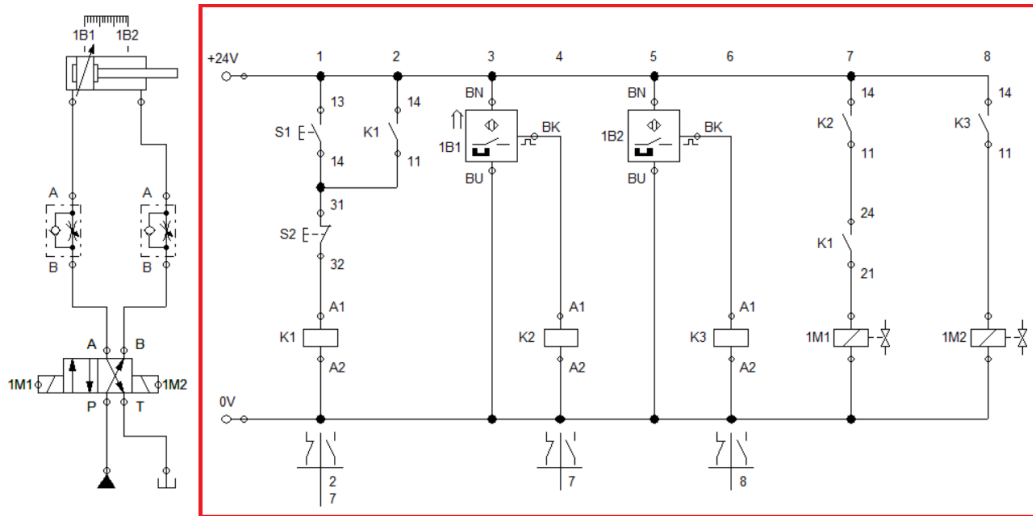 1B1 1B2
A A
B B
A B
1M1 1M2
P T
1 2 3 4 5 6 7 8
+24V
13 14 BN BN 14 14
S1 K1 1B1 BK 1B2 BK K2 K3
14 11 BU BU 11 11
31 24
S2 K1
32 21
A1 A1 A1
K1 K2 K3 1M1 1M2
A2 A2 A2
0V
2 7 8
7